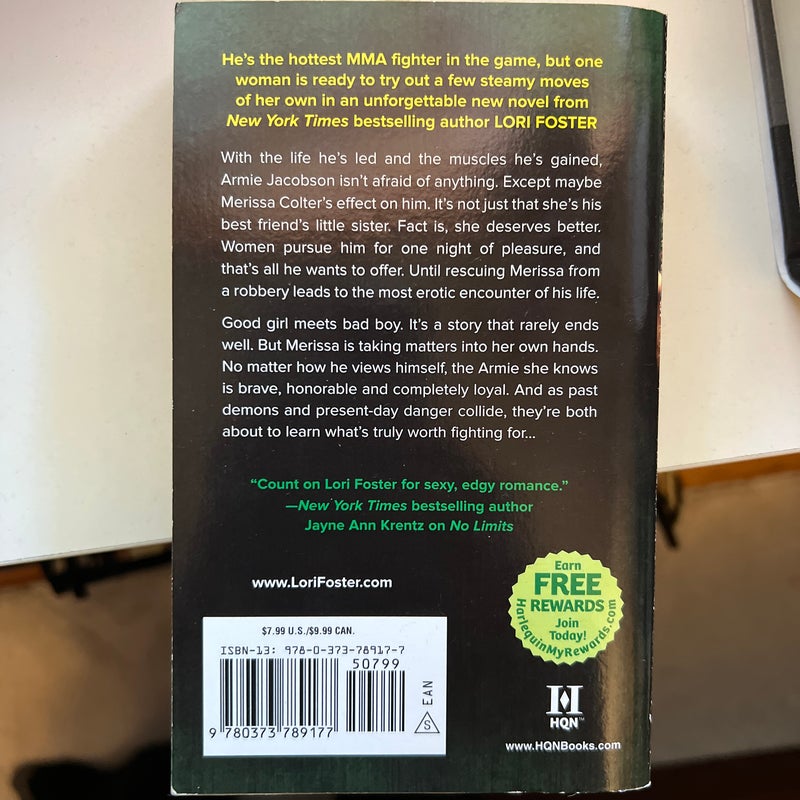 He's the hottest MMA fighter in the game, but one
woman is ready to try out a few steamy moves
of her own in an unforgettable new novel from
New York Times bestselling author LORI FOSTER
With the life he's led and the muscles he's gained,
Armie Jacobson isn't afraid of anything. Except maybe
Merissa Colter's effect on him. It's not just that she's his
best friend's little sister. Fact is, she deserves better.
Women pursue him for one night of pleasure, and
that's all he wants to offer. Until rescuing Merissa from
a robbery leads to the most erotic encounter of his life.
Good girl meets bad boy. It's a story that rarely ends
well. But Merissa is taking matters into her own hands.
No matter how he views himself, the Armie she knows
is brave, honorable and completely loyal. And as past
demons and present-day danger collide, they're both
about to learn what's truly worth fighting for...
“Count on Lori Foster for sexy, edgy romance.”
—New York Times bestselling author
Jayne Ann Krentz on No Limits
www.LoriFoster.com
Earn
FREE
REWARDS
Join
Today!
HarlequinMyRewards.com
$7.99 U.S./$9.99 CAN.
ISBN-13: 978-0-373-78917-7
50799
9 780373 789177
EAN
S
H
HQN™
www.HQNBooks.com